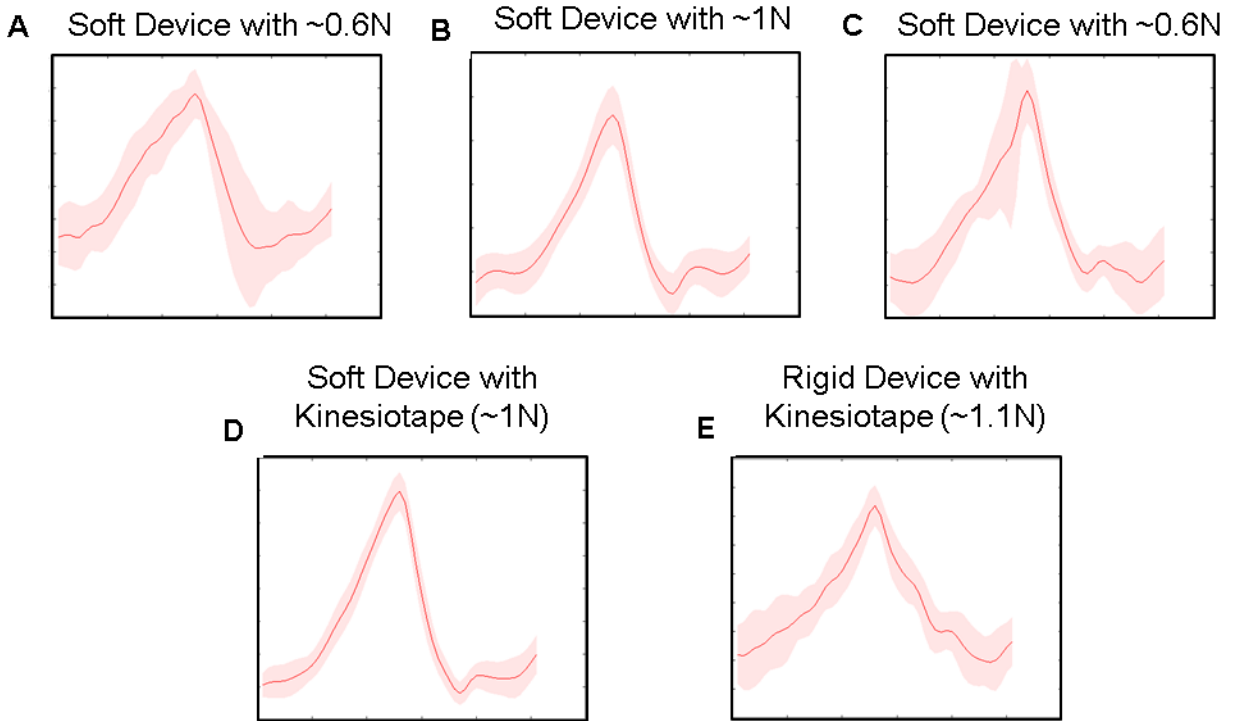 A Soft Device with ~0.6N
B Soft Device with ~1N
C Soft Device with ~0.6N
D Soft Device with
Kinesiotape (~1N)
E Rigid Device with
Kinesiotape (~1.1N)